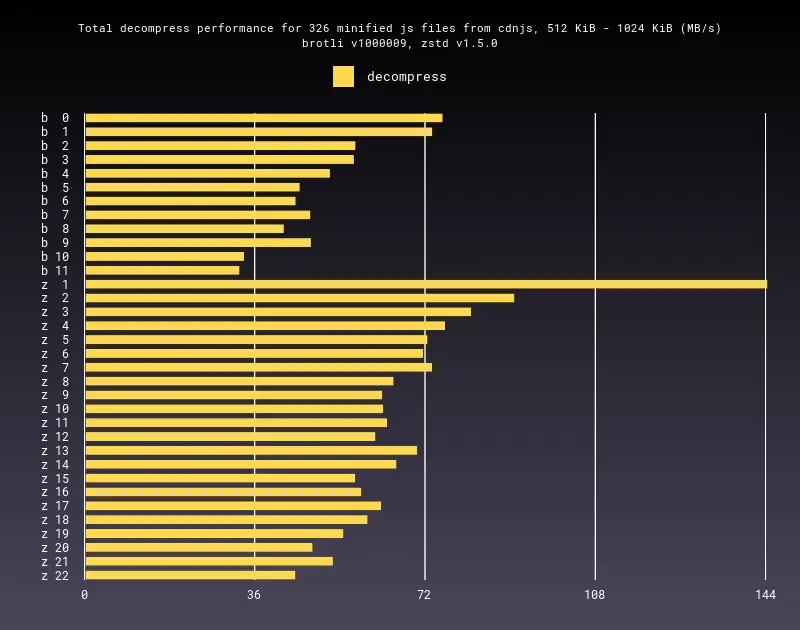 Total decompress performance for 326 minified js files from cdnjs, 512 KiB - 1024 KiB (MB/s)
brotli v1000009, zstd v1.5.0
decompress
b 0
b 1
b 2
b 3
b 4
b 5
b 6
b 7
b 8
b 9
b 10
b 11
z 1
z 2
z 3
z 4
z 5
z 6
z 7
z 8
z 9
z 10
z 11
z 12
z 13
z 14
z 15
z 16
z 17
z 18
z 19
z 20
z 21
z 22
0 36 72 108 144